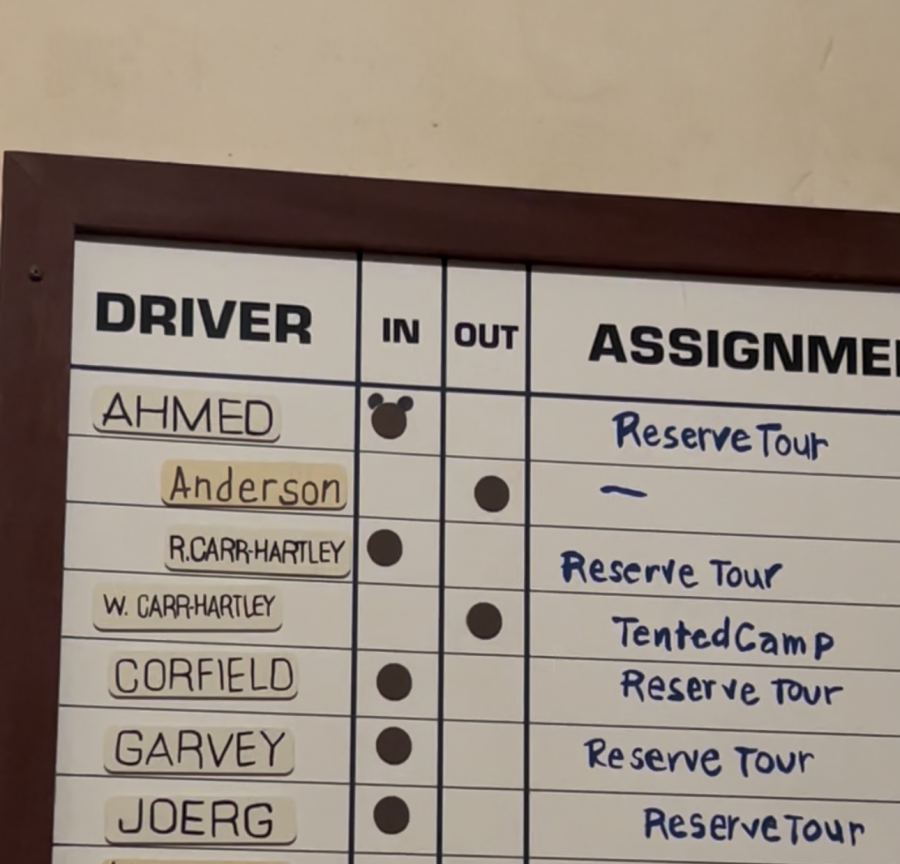 DRIVER IN OUT
AHMED Reserve Tour
Anderson —
R.CARR-HARTLEY Reserve Tour
W. CARR-HARTLEY Tented Camp
CORFIELD Reserve Tour
GARVEY Reserve Tour
JOERG Reserve Tour